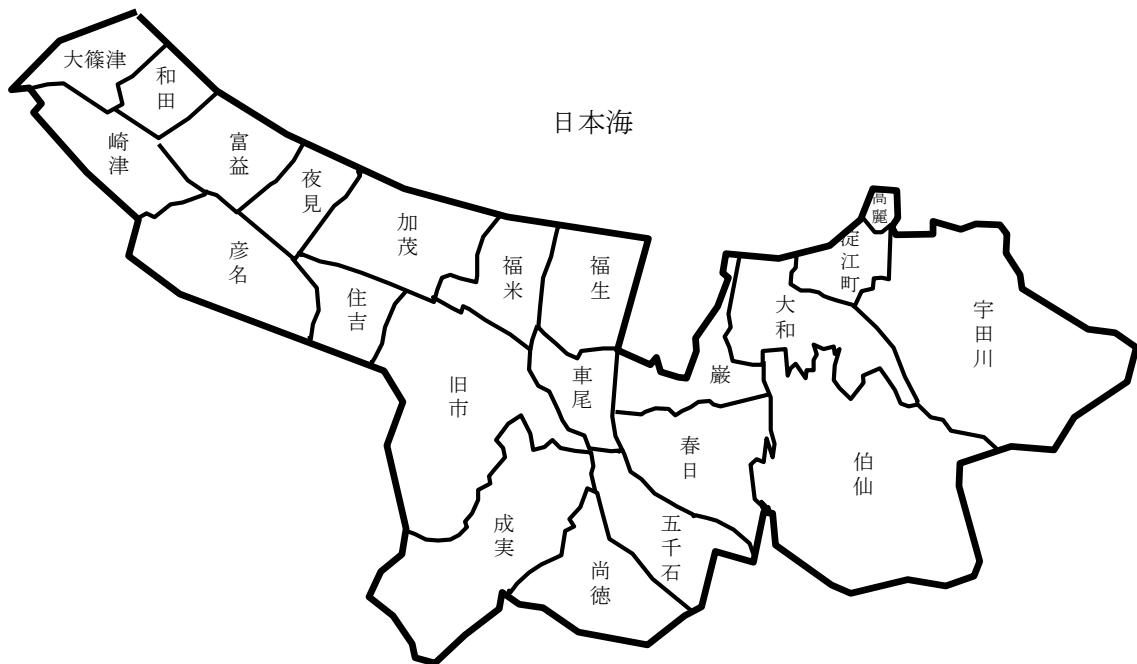 大篠津
和田
日本海
崎津
富益
夜見
高麗
加茂
淀江町
彦名
福米
福生
住吉
大和
宇田川
巌
車尾
旧市
春日
伯仙
成実
五千石
尚徳